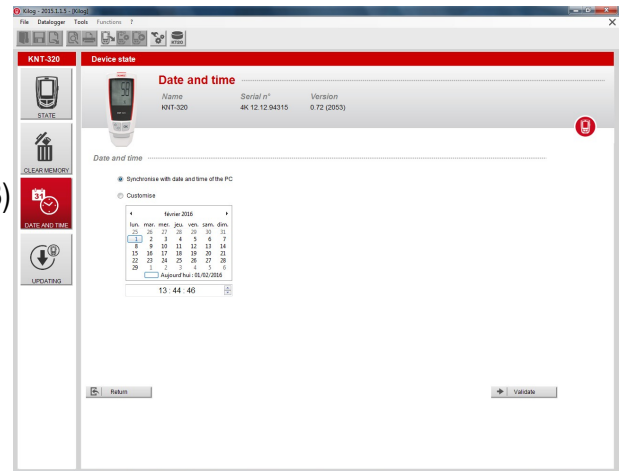 Kilog - 2015.1.1.5 - [Kilog]
File Datalogger Tools Functions ?
KNT-320
Device state
Date and time
Name Serial n° Version
KNT-320 4K 12.12.94315 0.72 (2053)
STATE
CLEAR MEMORY
31
DATE AND TIME
UPDATING
)
Date and time
Synchronise with date and time of the PC
Customise
février 2016
lun. mar. mer. jeu. ven. sam. dim.
25 26 27 28 29 30 31
1 2 3 4 5 6 7
8 9 10 11 12 13 14
15 16 17 18 19 20 21
22 23 24 25 26 27 28
29 1 2 3 4 5 6
Aujourd'hui : 01/02/2016
13 : 44 : 46
Return
Validate